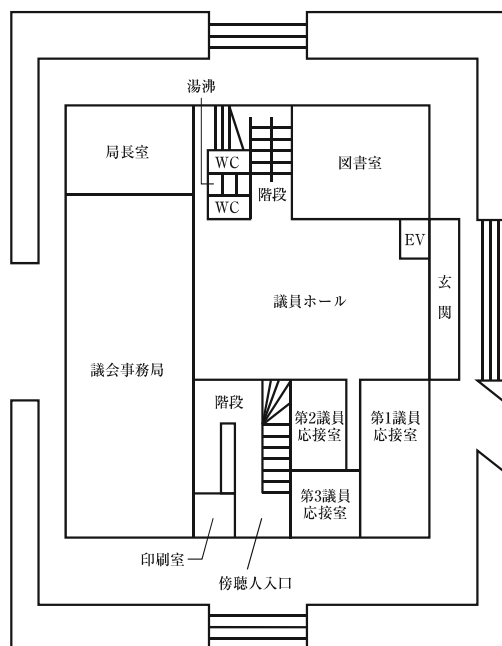 湯沸
局長室
WC
図書室
階段
WC
EV
玄関
議員ホール
議会事務局
階段
第2議員
応接室
第1議員
応接室
第3議員
応接室
印刷室
傍聴人入口